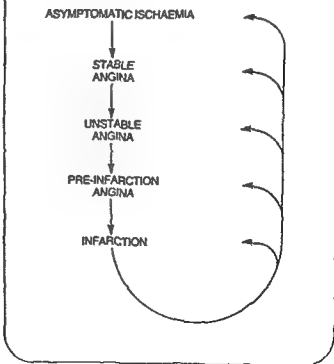 ASYMPTOMATIC ISCHAEMIA
STABLE
ANGINA
UNSTABLE
ANGINA
PRE-INFARCTION
ANGINA
INFARCTION